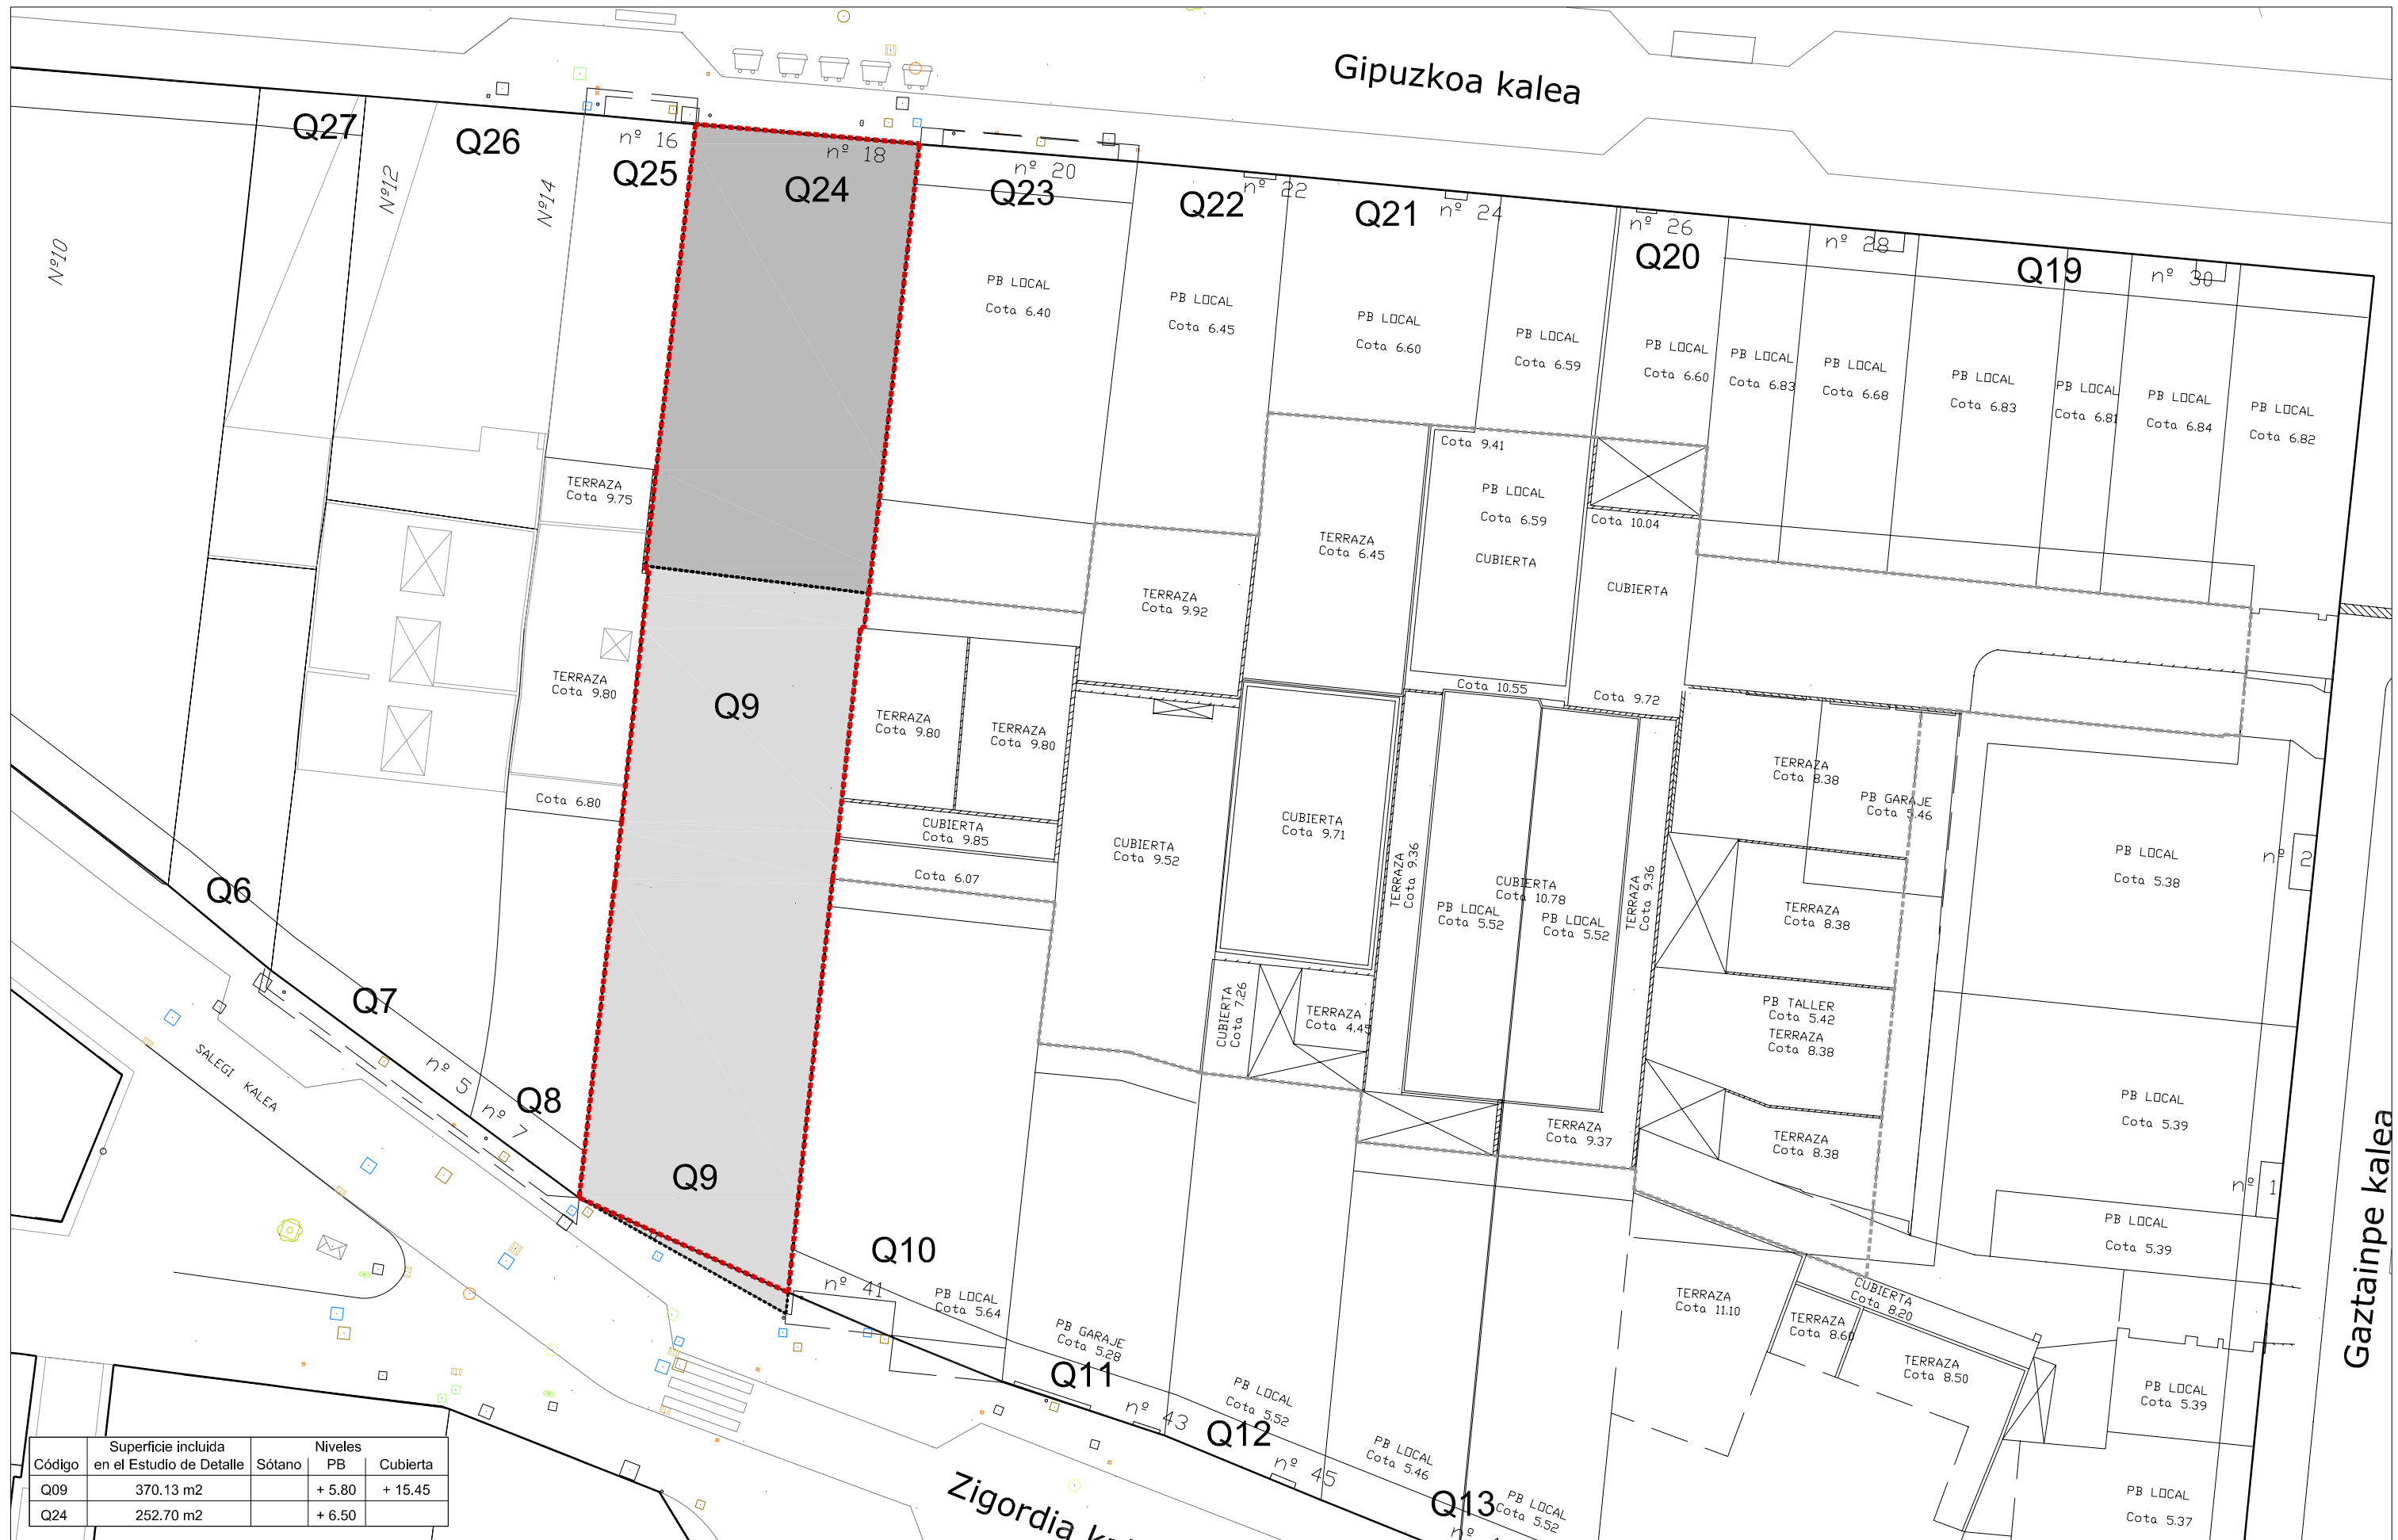 Gipuzkoa kalea
Q27
Q26
nº 16
Q25
nº 18
Q24
nº 20
Q23
Q22
nº 22
Q21
nº 24
nº 26
Q20
nº 28
Q19
nº 30
Nº10
Nº12
Nº14
PB LOCAL
Cota 6.40
PB LOCAL
Cota 6.45
PB LOCAL
Cota 6.60
PB LOCAL
Cota 6.59
PB LOCAL
Cota 6.60
PB LOCAL
Cota 6.83
PB LOCAL
Cota 6.68
PB LOCAL
Cota 6.83
PB LOCAL
Cota 6.81
PB LOCAL
Cota 6.84
PB LOCAL
Cota 6.82
TERRAZA
Cota 9.75
Cota 9.41
PB LOCAL
Cota 6.59
CUBIERTA
Cota 10.04
CUBIERTA
TERRAZA
Cota 6.45
TERRAZA
Cota 9.92
TERRAZA
Cota 9.80
Q9
TERRAZA
Cota 9.80
TERRAZA
Cota 9.80
Cota 10.55
Cota 9.72
Cota 6.80
CUBIERTA
Cota 9.85
Cota 6.07
CUBIERTA
Cota 9.52
CUBIERTA
Cota 9.71
TERRAZA
Cota 9.36
CUBIERTA
Cota 10.78
PB LOCAL
Cota 5.52
PB LOCAL
Cota 5.52
TERRAZA
Cota 9.36
TERRAZA
Cota 8.38
PB GARAJE
Cota 5.46
TERRAZA
Cota 8.38
PB LOCAL
Cota 5.38
nº 2
PB TALLER
Cota 5.42
TERRAZA
Cota 8.38
CUBIERTA
Cota 7.26
TERRAZA
Cota 4.45
TERRAZA
Cota 9.37
TERRAZA
Cota 8.38
PB LOCAL
Cota 5.39
nº 1
PB LOCAL
Cota 5.39
Gaztainpe kalea
Q6
Q7
nº 5
nº 7
Q8
SALEGI KALEA
Q9
Q10
nº 41
PB LOCAL
Cota 5.64
PB GARAJE
Cota 5.28
Q11
nº 43
PB LOCAL
Cota 5.52
Q12
nº 45
PB LOCAL
Cota 5.46
Q13
PB LOCAL
Cota 5.52
TERRAZA
Cota 11.10
CUBIERTA
Cota 8.20
TERRAZA
Cota 8.60
TERRAZA
Cota 8.50
PB LOCAL
Cota 5.39
PB LOCAL
Cota 5.37
Zigordia
Código Superficie incluida en el Estudio de Detalle Niveles
Sótano PB Cubierta
Q09 370.13 m2 + 5.80 + 15.45
Q24 252.70 m2 + 6.50